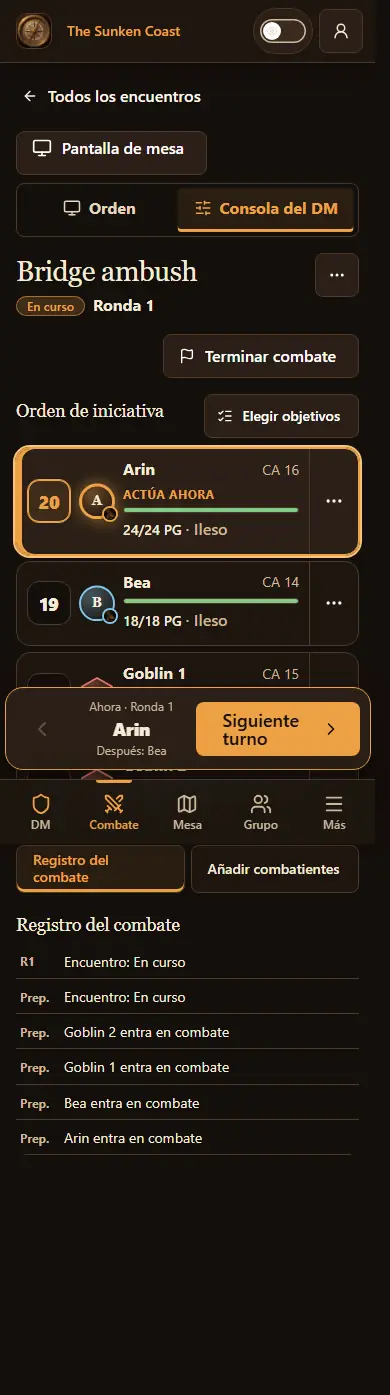 The Sunken Coast
Todos los encuentros
Pantalla de mesa
Orden
Consola del DM
Bridge ambush
En curso
Ronda 1
Terminar combate
Orden de iniciativa
Elegir objetivos
20
A
Arin
CA 16
ACTÚA AHORA
24/24 PG · Ileso
19
B
Bea
CA 14
18/18 PG · Ileso
Goblin 1
CA 15
Ahora · Ronda 1
Arin
Después: Bea
Siguiente
turno
DM
Combate
Mesa
Grupo
Más
Registro del
combate
Añadir combatientes
Registro del combate
R1 Encuentro: En curso
Prep. Encuentro: En curso
Prep. Goblin 2 entra en combate
Prep. Goblin 1 entra en combate
Prep. Bea entra en combate
Prep. Arin entra en combate